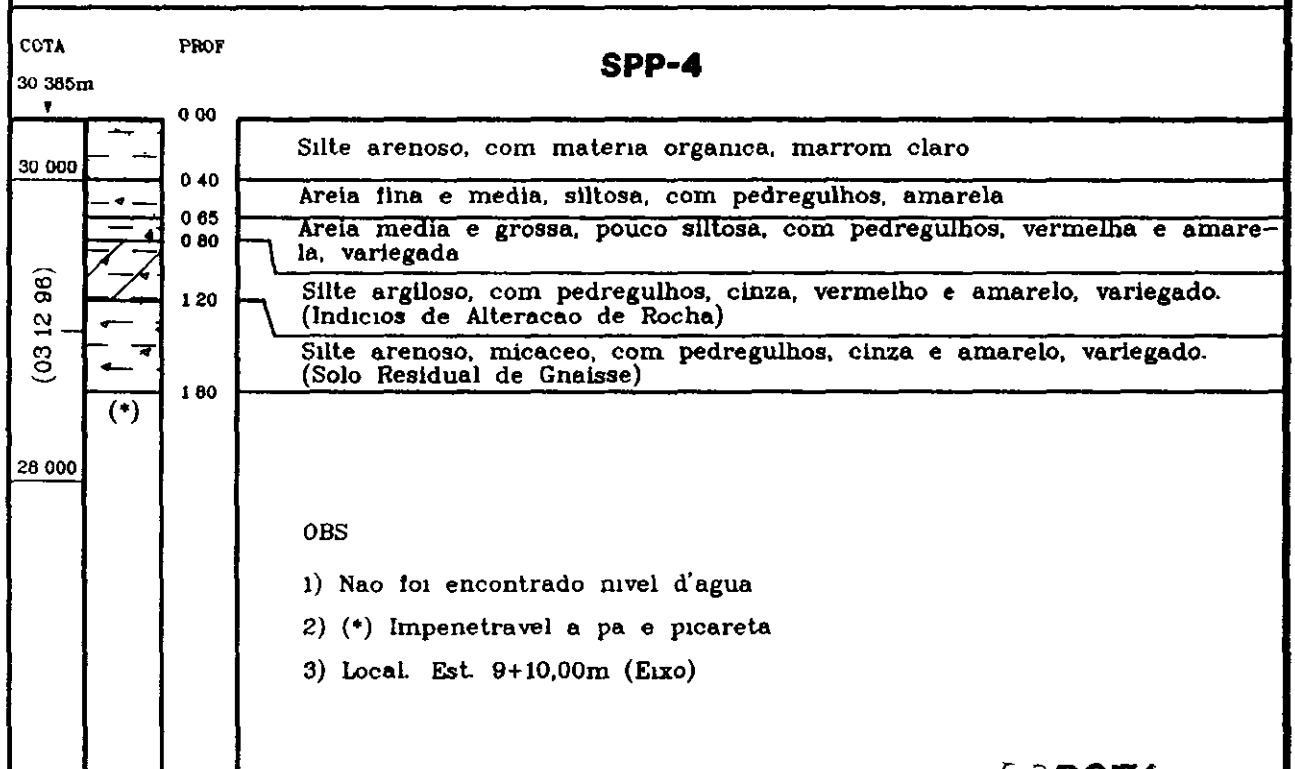 COTA PROF
SPP-4
30 385m
0 00
Silte arenoso, com materia organica, marrom claro
30 000
0 40
Areia fina e media, siltosa, com pedregulhos, amarela
0 65
Areia media e grossa, pouco siltosa, com pedregulhos, vermelha e amare-
la, variegada
0 80
Silte argiloso, com pedregulhos, cinza, vermelho e amarelo, variegado.
(Indicios de Alteracao de Rocha)
1 20
(03 12 96)
Silte arenoso, micaceo, com pedregulhos, cinza e amarelo, variegado.
(Solo Residual de Gnaisse)
1 80
(*)
28 000
OBS
1) Nao foi encontrado nivel d'agua
2) (*) Impenetravel a pa e picareta
3) Local. Est. 9+10,00m (Eixo)